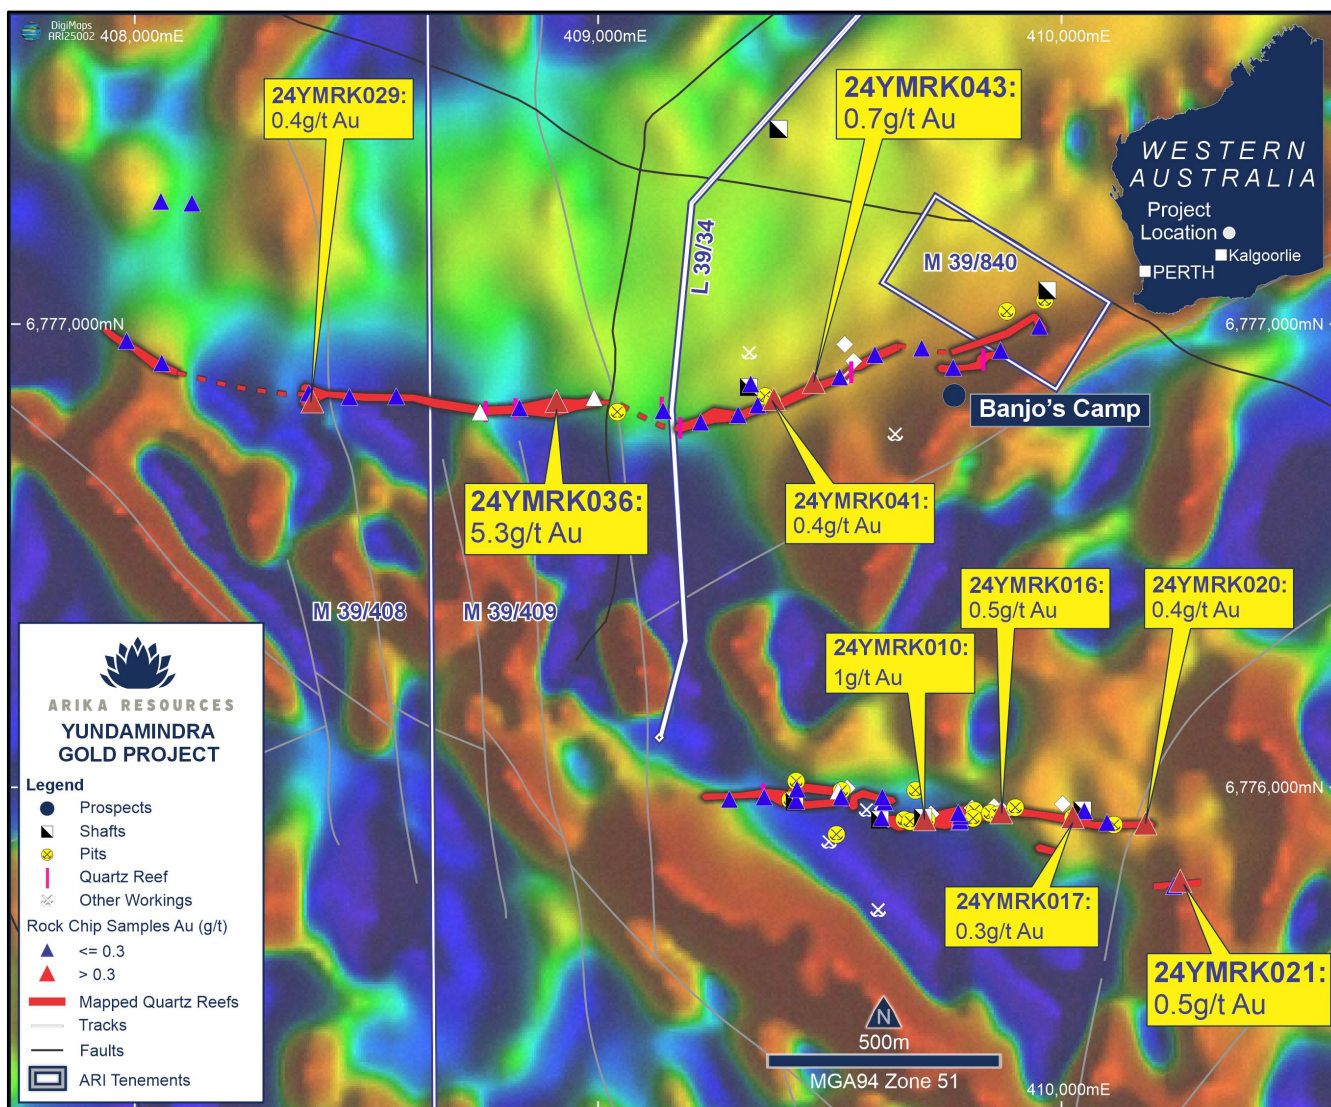 DigiMaps
ARI25002
408,000mE
409,000mE
410,000mE
24YMRK029:
0.4g/t Au
24YMRK043:
0.7g/t Au
WESTERN
AUSTRALIA
Project
Location
Kalgoorlie
PERTH
L 39/34
M 39/840
6,777,000mN
6,777,000mN
Banjo's Camp
24YMRK036:
5.3g/t Au
24YMRK041:
0.4g/t Au
M 39/408
M 39/409
24YMRK016:
0.5g/t Au
24YMRK020:
0.4g/t Au
24YMRK010:
1g/t Au
6,776,000mN
24YMRK017:
0.3g/t Au
24YMRK021:
0.5g/t Au
ARIKA RESOURCES
YUNDAMINDRA
GOLD PROJECT
Legend
Prospects
Shafts
Pits
Quartz Reef
Other Workings
Rock Chip Samples Au (g/t)
<= 0.3
> 0.3
Mapped Quartz Reefs
Tracks
Faults
ARI Tenements
N
500m
MGA94 Zone 51
410,000mE